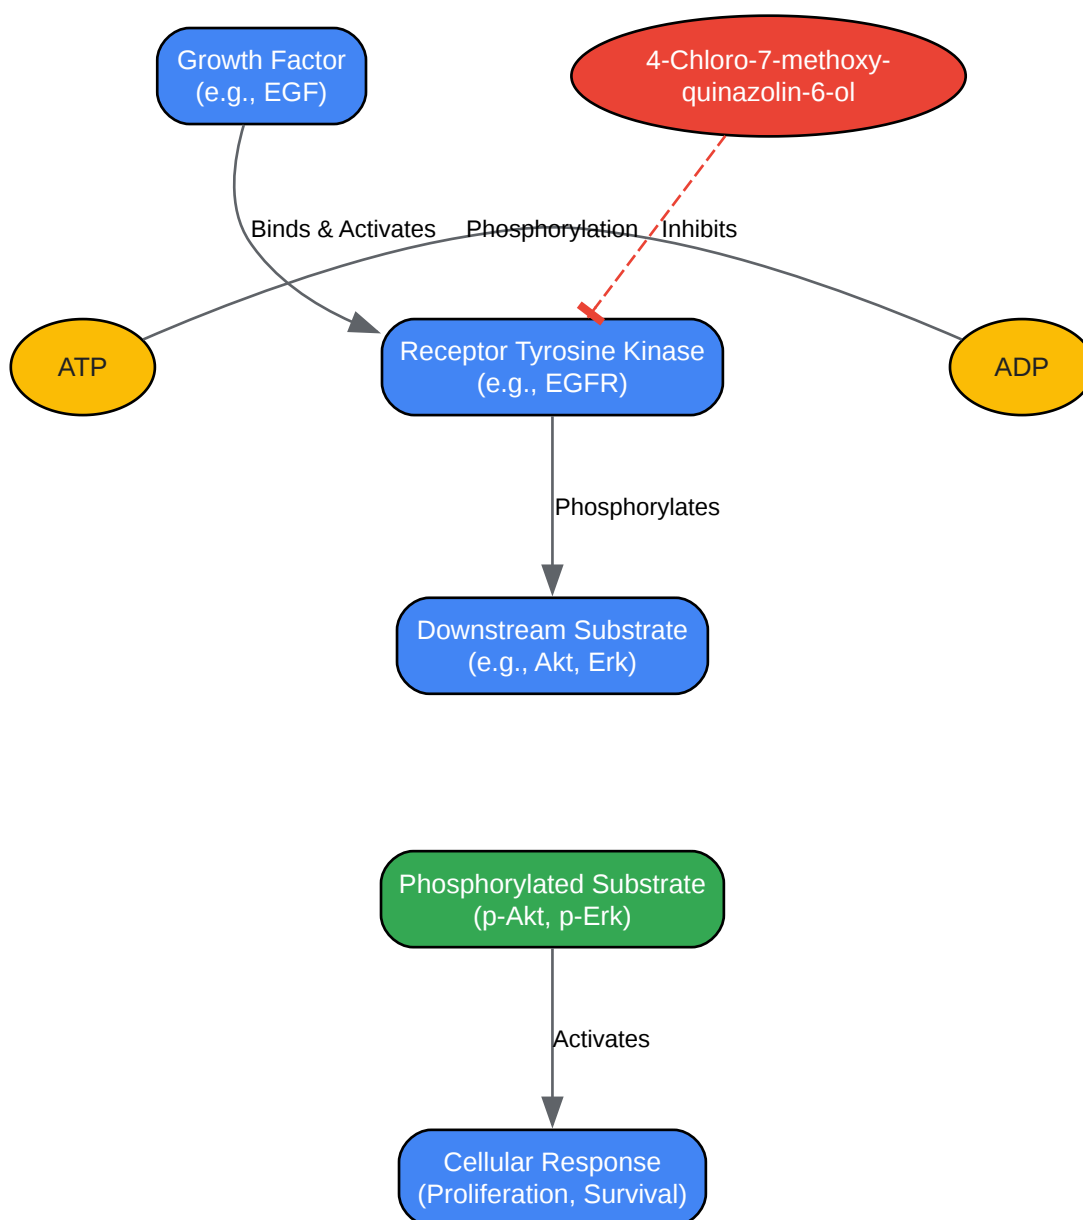 Growth Factor
(e.g., EGF)
4-Chloro-7-methoxy-
quinazolin-6-ol
Binds & Activates
Phosphorylation
Inhibits
ATP
Receptor Tyrosine Kinase
(e.g., EGFR)
ADP
Phosphorylates
Downstream Substrate
(e.g., Akt, Erk)
Phosphorylated Substrate
(p-Akt, p-Erk)
Activates
Cellular Response
(Proliferation, Survival)